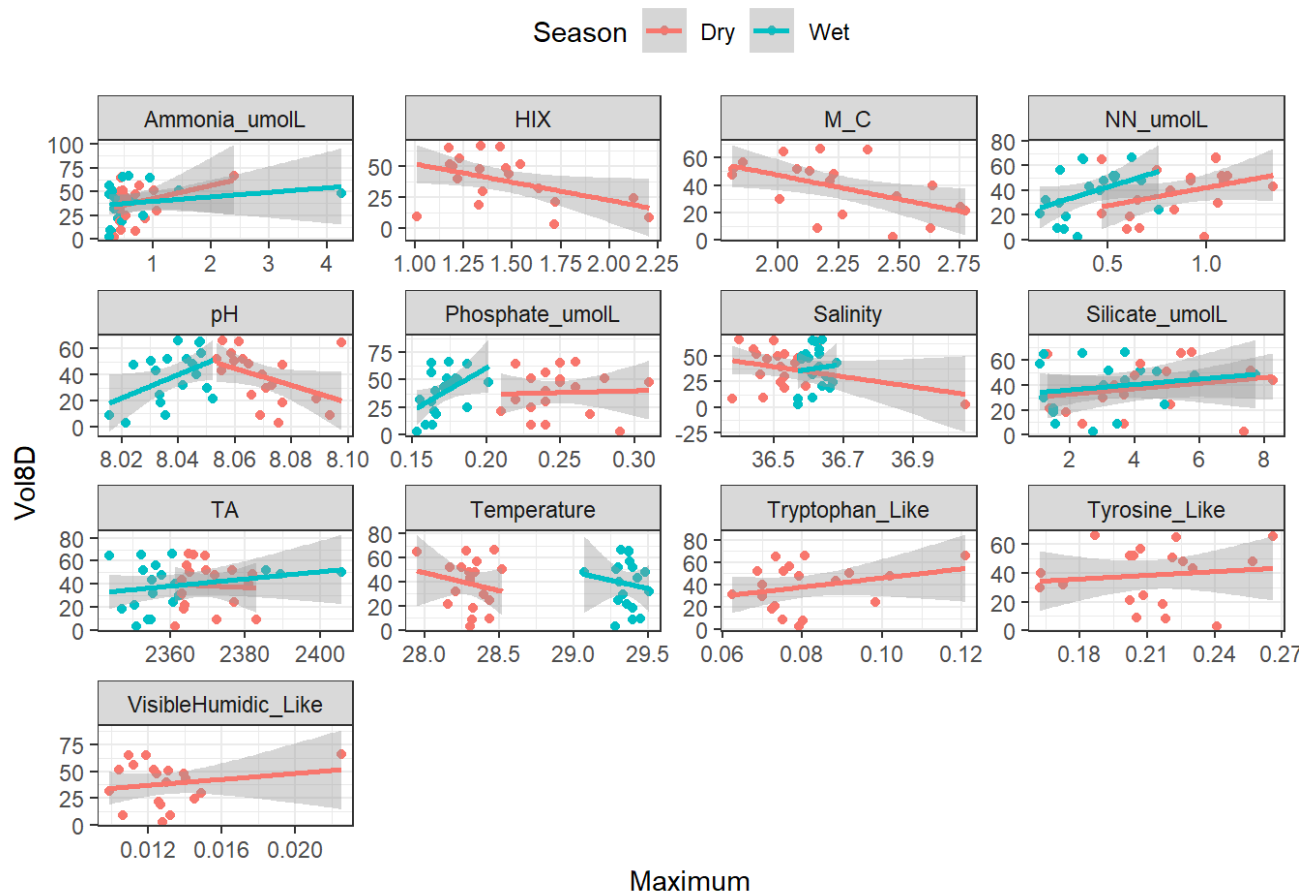 Season Dry Wet
Ammonia_umolL HIX M_C NN_umolL
100 75 50 25 0
50 25 0
60 40 20 0
80 60 40 20 0
1 2 3 4
1.00 1.25 1.50 1.75 2.00 2.25
2.00 2.25 2.50 2.75
0.5 1.0
pH Phosphate_umolL Salinity Silicate_umolL
60 40 20 0
75 50 25 0
75 50 25 0 -25
60 40 20 0
8.02 8.04 8.06 8.08 8.10
0.15 0.20 0.25 0.30
36.5 36.7 36.9
2 4 6 8
Vol8D
TA Temperature Tryptophan_Like Tyrosine_Like
80 60 40 20 0
80 60 40 20 0
80 60 40 20 0
60 40 20 0
2360 2380 2400
28.0 28.5 29.0 29.5
0.06 0.08 0.10 0.12
0.18 0.21 0.24 0.27
VisibleHumidic_Like
75 50 25 0
0.012 0.016 0.020
Maximum